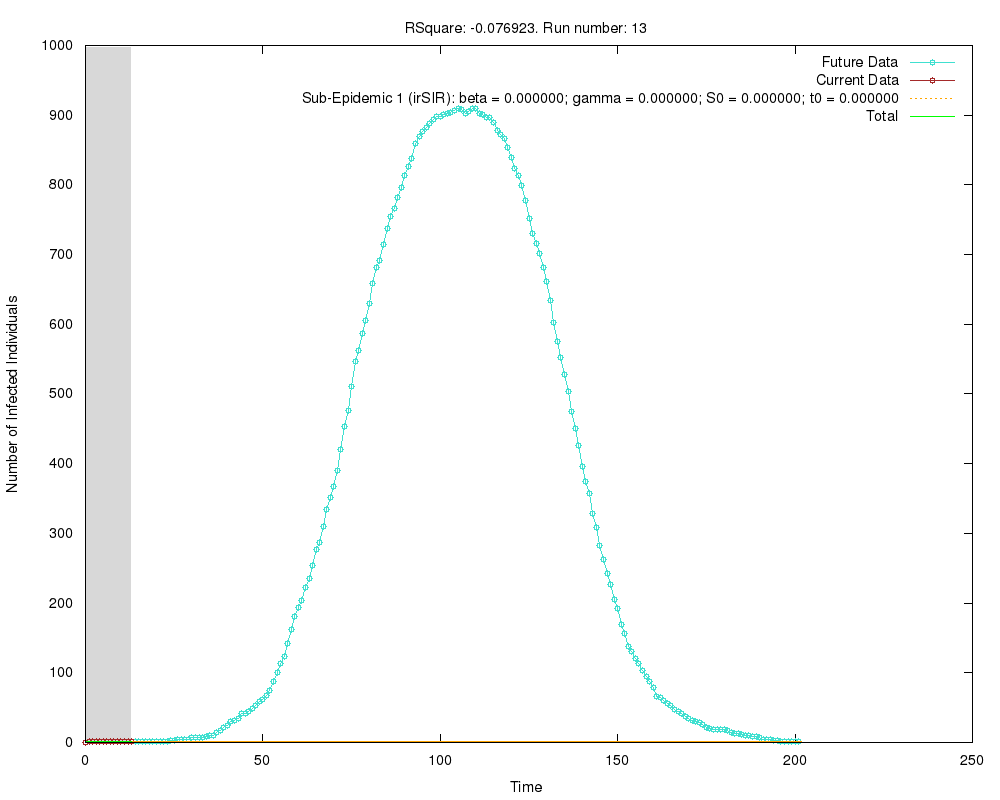 RSquare: -0.076923. Run number: 13
Future Data
Current Data
Sub-Epidemic 1 (irSIR): beta = 0.000000; gamma = 0.000000; S0 = 0.000000; t0 = 0.000000
Total
1000
900
800
700
600
500
400
300
200
100
0
Number of Infected Individuals
0 50 100 150 200 250
Time